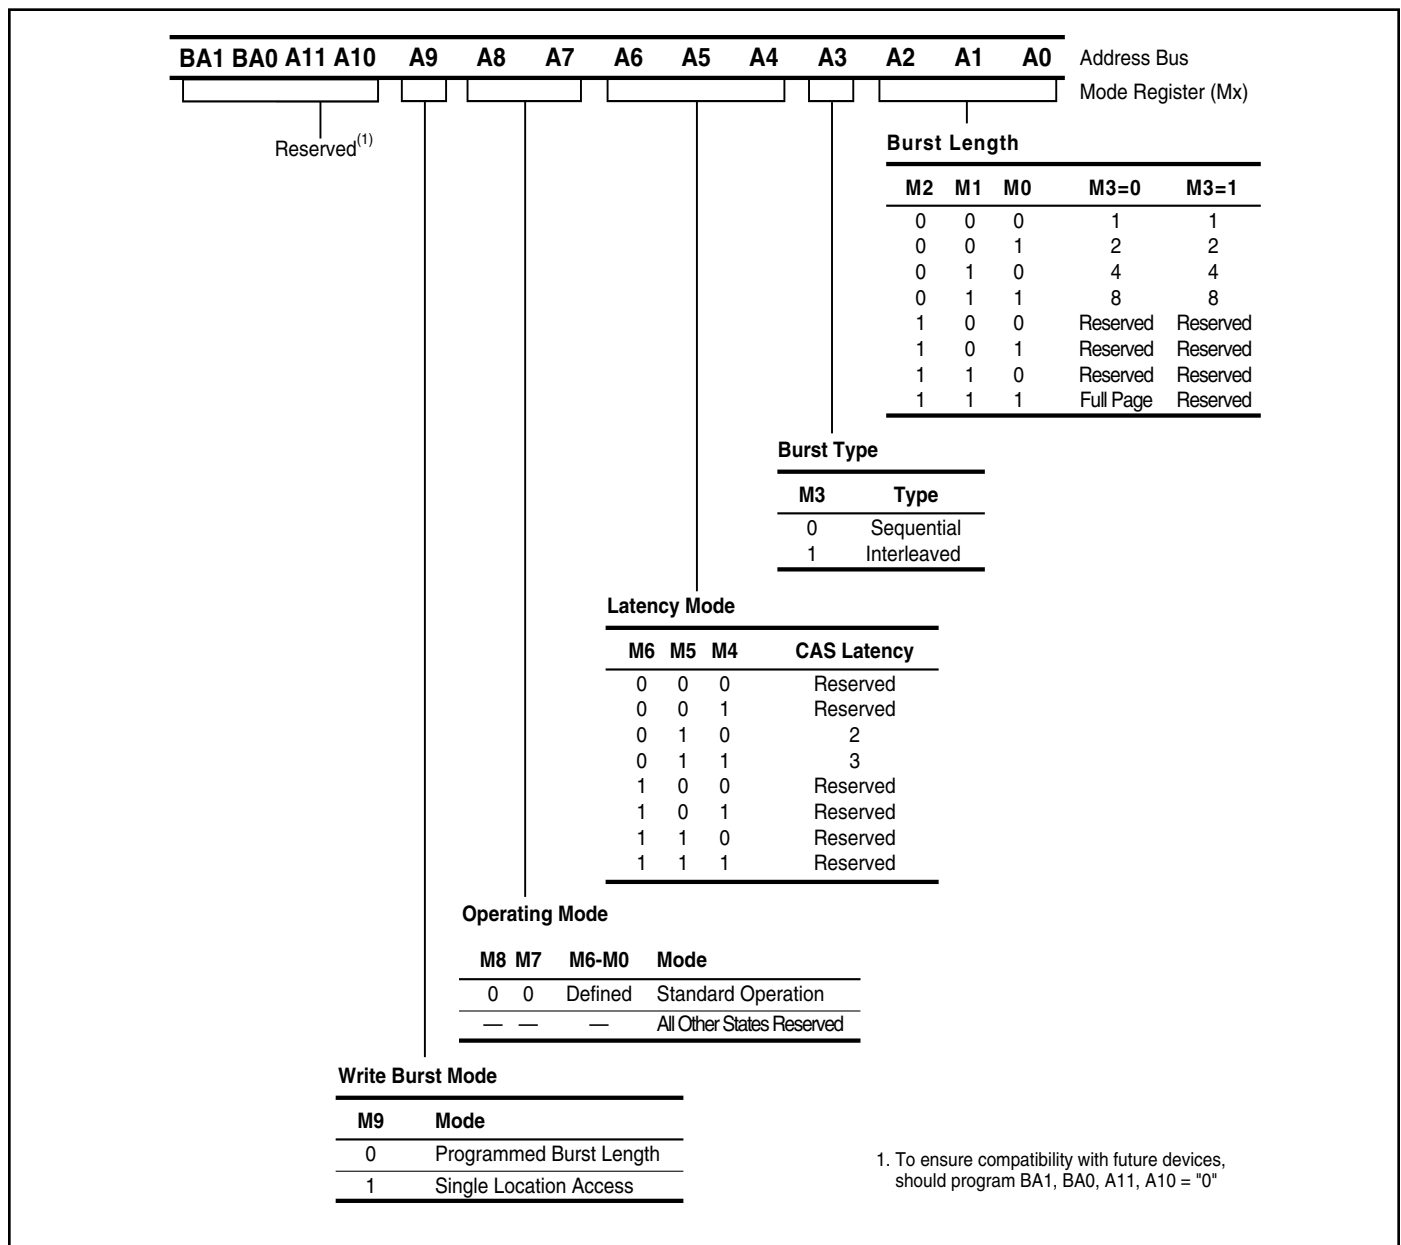 BA1 BA0 A11 A10 A9 A8 A7 A6 A5 A4 A3 A2 A1 A0 Address Bus
Mode Register (Mx)
Reserved(1)
Burst Length
M2 M1 M0 M3=0 M3=1
0 0 0 1 1
0 0 1 2 2
0 1 0 4 4
0 1 1 8 8
1 0 0 Reserved Reserved
1 0 1 Reserved Reserved
1 1 0 Reserved Reserved
1 1 1 Full Page Reserved
Burst Type
M3 Type
0 Sequential
1 Interleaved
Latency Mode
M6 M5 M4 CAS Latency
0 0 0 Reserved
0 0 1 Reserved
0 1 0 2
0 1 1 3
1 0 0 Reserved
1 0 1 Reserved
1 1 0 Reserved
1 1 1 Reserved
Operating Mode
M8 M7 M6-M0 Mode
0 0 Defined Standard Operation
— — — All Other States Reserved
Write Burst Mode
M9 Mode
0 Programmed Burst Length
1 Single Location Access
1. To ensure compatibility with future devices,
should program BA1, BA0, A11, A10 = "0"